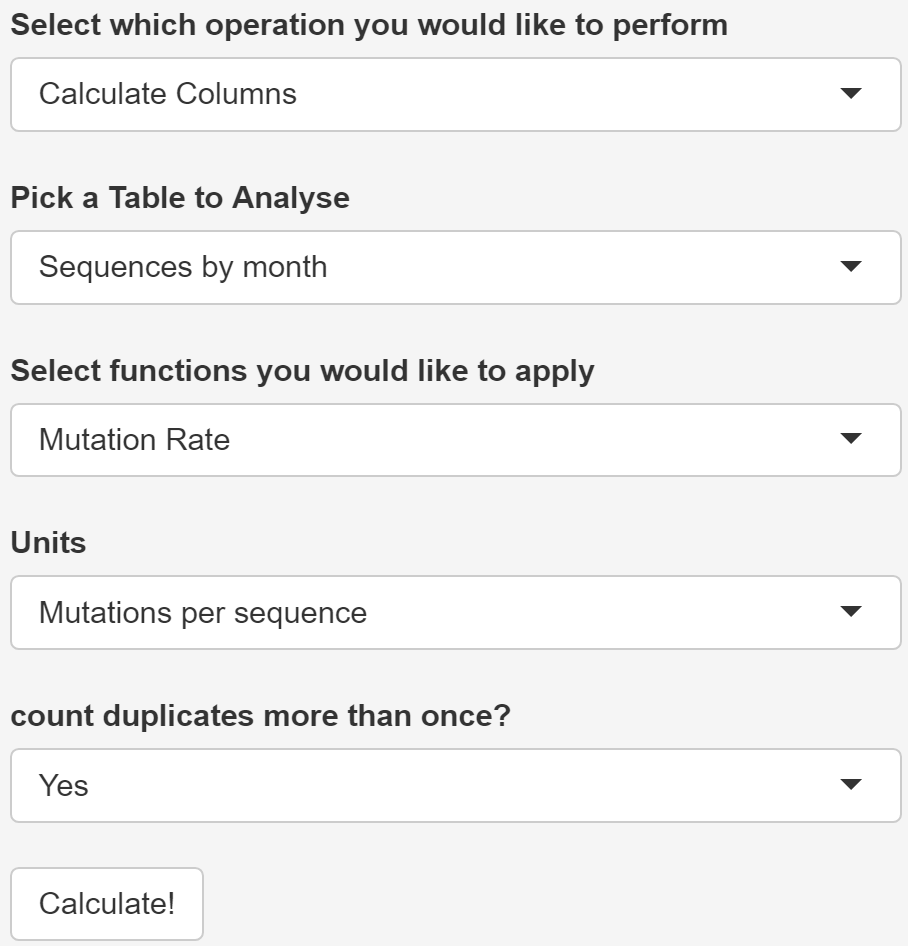 Select which operation you would like to perform
Calculate Columns
Pick a Table to Analyse
Sequences by month
Select functions you would like to apply
Mutation Rate
Units
Mutations per sequence
count duplicates more than once?
Yes
Calculate!